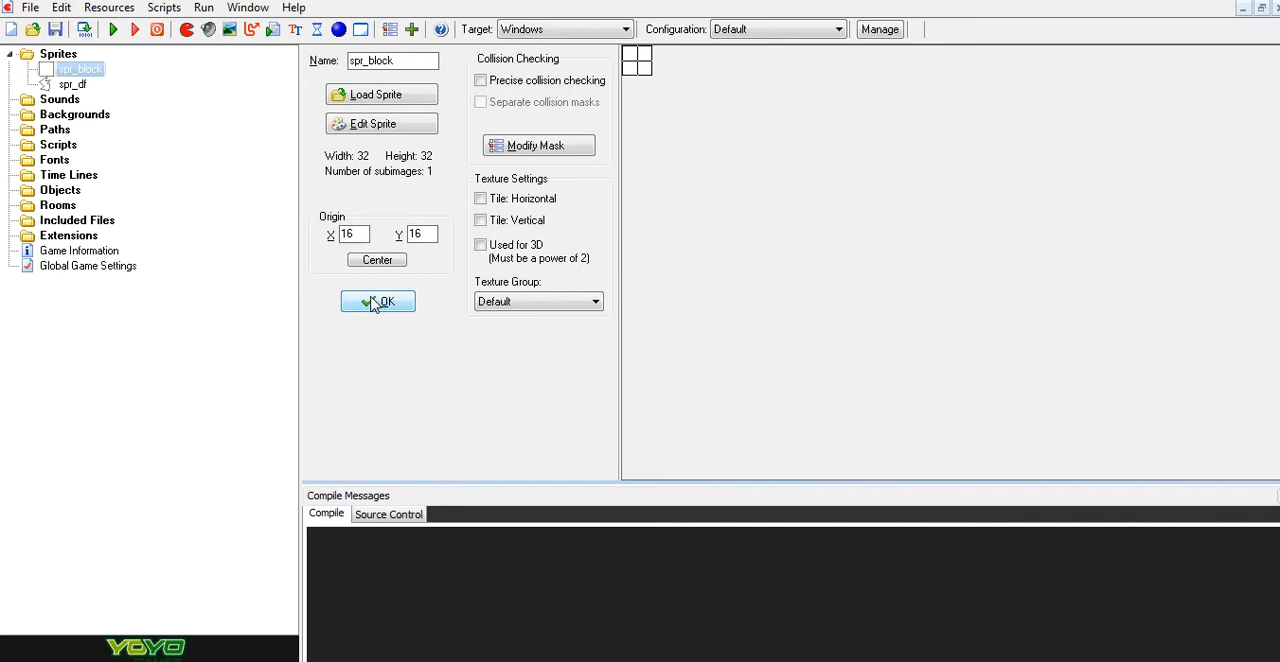 File Edit Resources Scripts Run Window Help
Target: Windows Configuration: Default Manage
Sprites
spr_block
spr_df
Sounds
Backgrounds
Paths
Scripts
Fonts
Time Lines
Objects
Rooms
Included Files
Extensions
Game Information
Global Game Settings
Name: spr_block
Load Sprite
Edit Sprite
Width: 32 Height: 32
Number of subimages: 1
Origin
X 16 Y 16
Center
OK
Collision Checking
Precise collision checking
Separate collision masks
Modify Mask
Texture Settings
Tile: Horizontal
Tile: Vertical
Used for 3D
(Must be a power of 2)
Texture Group:
Default
Compile Messages
Compile Source Control
YOYO